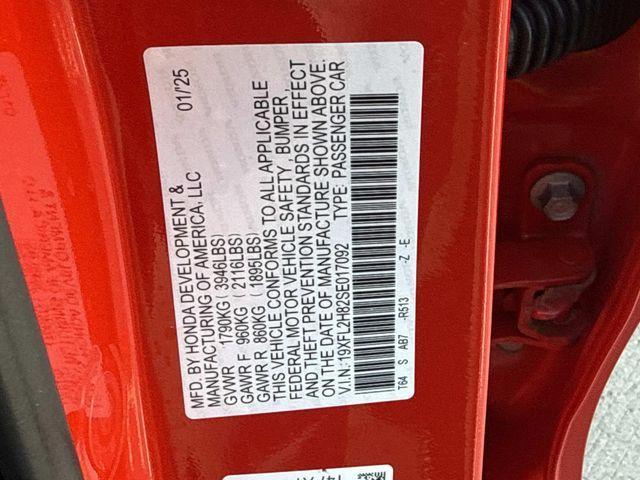 MFD. BY HONDA DEVELOPMENT &
MANUFACTURING OF AMERICA, LLC 01/'25
GVWR 1790KG ( 3946LBS)
GAWR F 960KG ( 2116LBS)
GAWR R 860KG ( 1895LBS)
THIS VEHICLE CONFORMS TO ALL APPLICABLE
FEDERAL MOTOR VEHICLE SAFETY , BUMPER ,
AND THEFT PREVENTION STANDARDS IN EFFECT
ON THE DATE OF MANUFACTURE SHOWN ABOVE.
V.I.N.: 19XFL2H82SE017092 TYPE: PASSENGER CAR
T64 S AB7 -R513 -Z -E